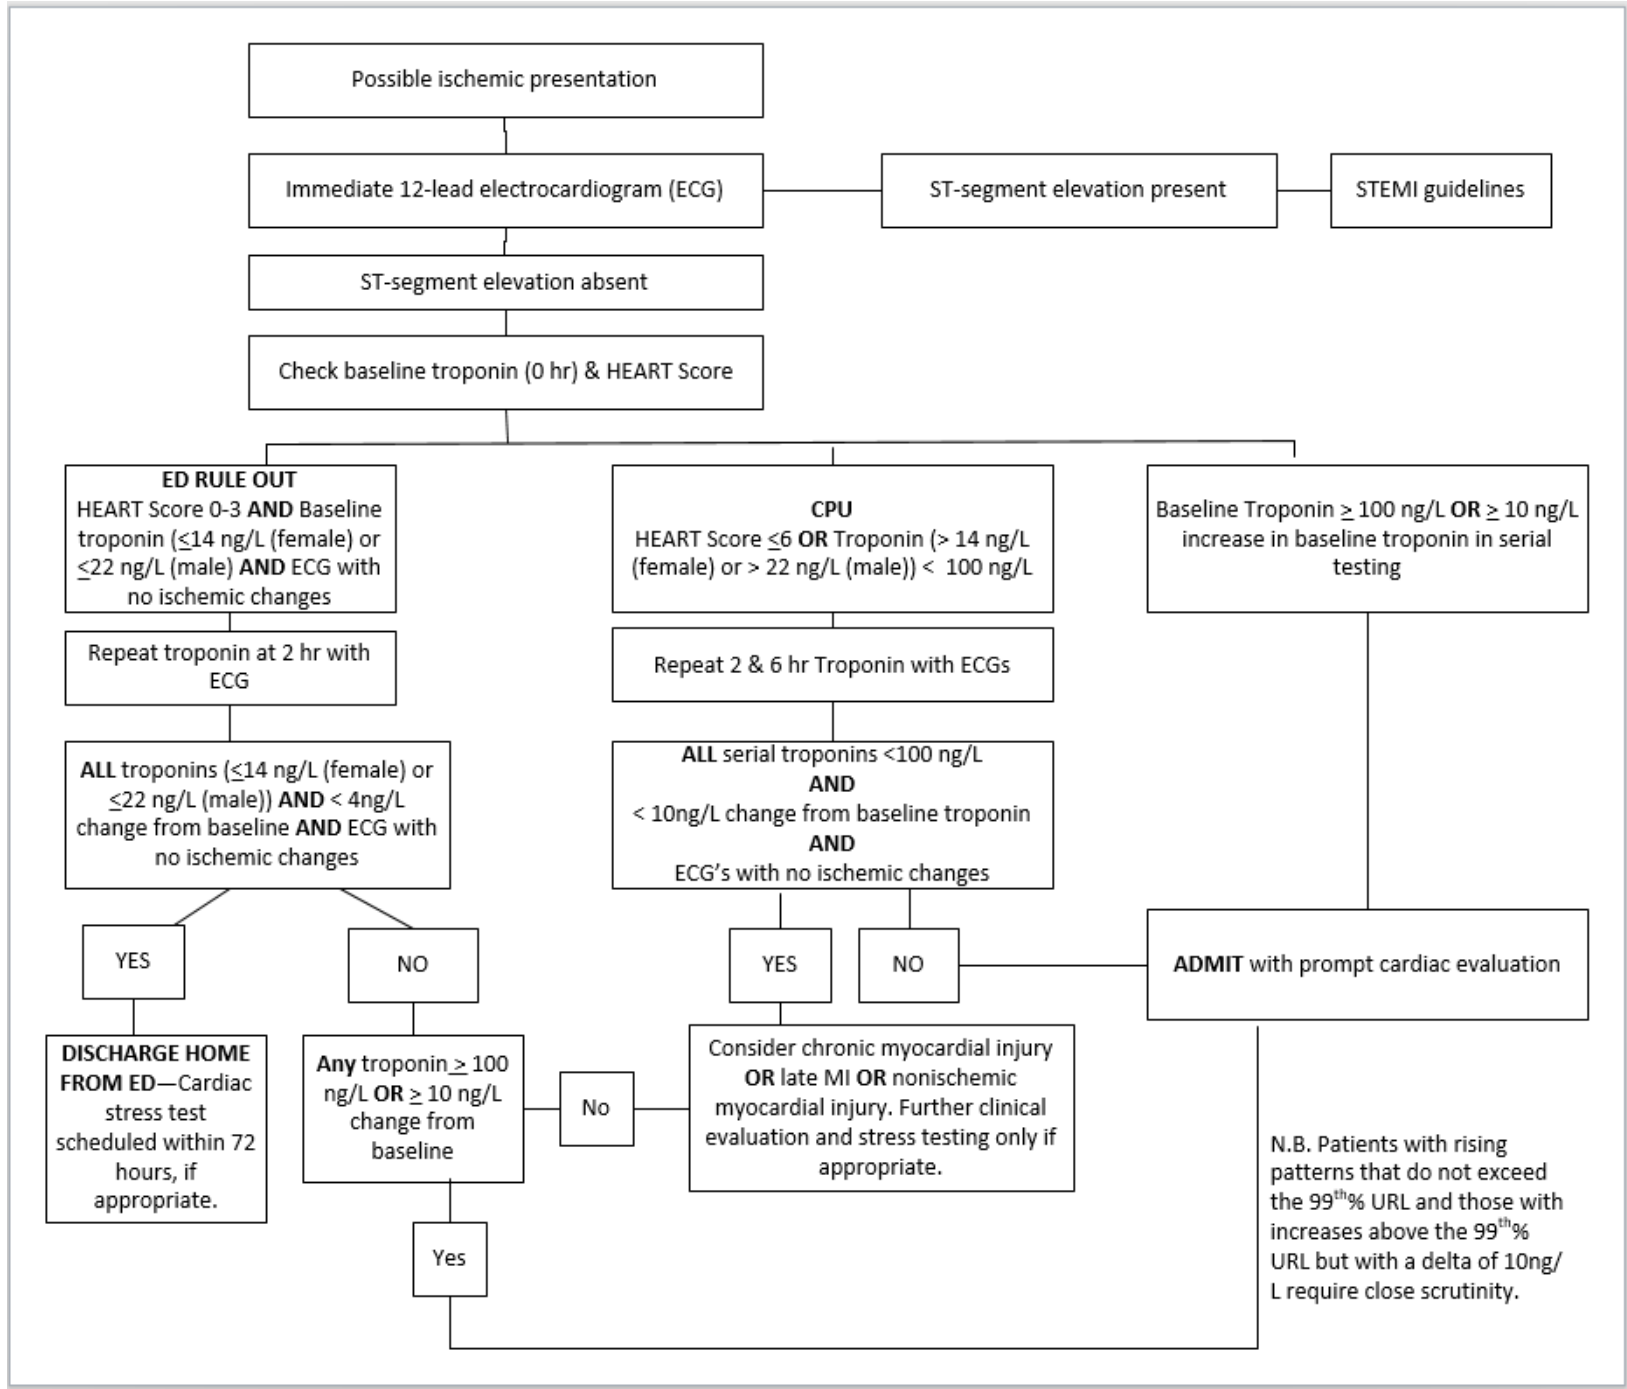 Possible ischemic presentation
Immediate 12-lead electrocardiogram (ECG)
ST-segment elevation present
STEMI guidelines
ST-segment elevation absent
Check baseline troponin (0 hr) & HEART Score
ED RULE OUT
HEART Score 0-3 AND Baseline
troponin (≤14 ng/L (female) or
≤22 ng/L (male) AND ECG with
no ischemic changes
CPU
HEART Score ≤6 OR Troponin (> 14 ng/L
(female) or > 22 ng/L (male)) < 100 ng/L
Baseline Troponin ≥ 100 ng/L OR ≥ 10 ng/L
increase in baseline troponin in serial
testing
Repeat troponin at 2 hr with
ECG
Repeat 2 & 6 hr Troponin with ECGs
ALL troponins (≤14 ng/L (female) or
≤22 ng/L (male)) AND < 4ng/L
change from baseline AND ECG with
no ischemic changes
ALL serial troponins <100 ng/L
AND
< 10ng/L change from baseline troponin
AND
ECG’s with no ischemic changes
YES
NO
YES
NO
ADMIT with prompt cardiac evaluation
DISCHARGE HOME
FROM ED—Cardiac
stress test
scheduled within 72
hours, if
appropriate.
Any troponin ≥ 100
ng/L OR ≥ 10 ng/L
change from
baseline
No
Consider chronic myocardial injury
OR late MI OR nonischemic
myocardial injury. Further clinical
evaluation and stress testing only if
appropriate.
Yes
N.B. Patients with rising
patterns that do not exceed
the 99th% URL and those with
increases above the 99th%
URL but with a delta of 10ng/
L require close scrutinity.